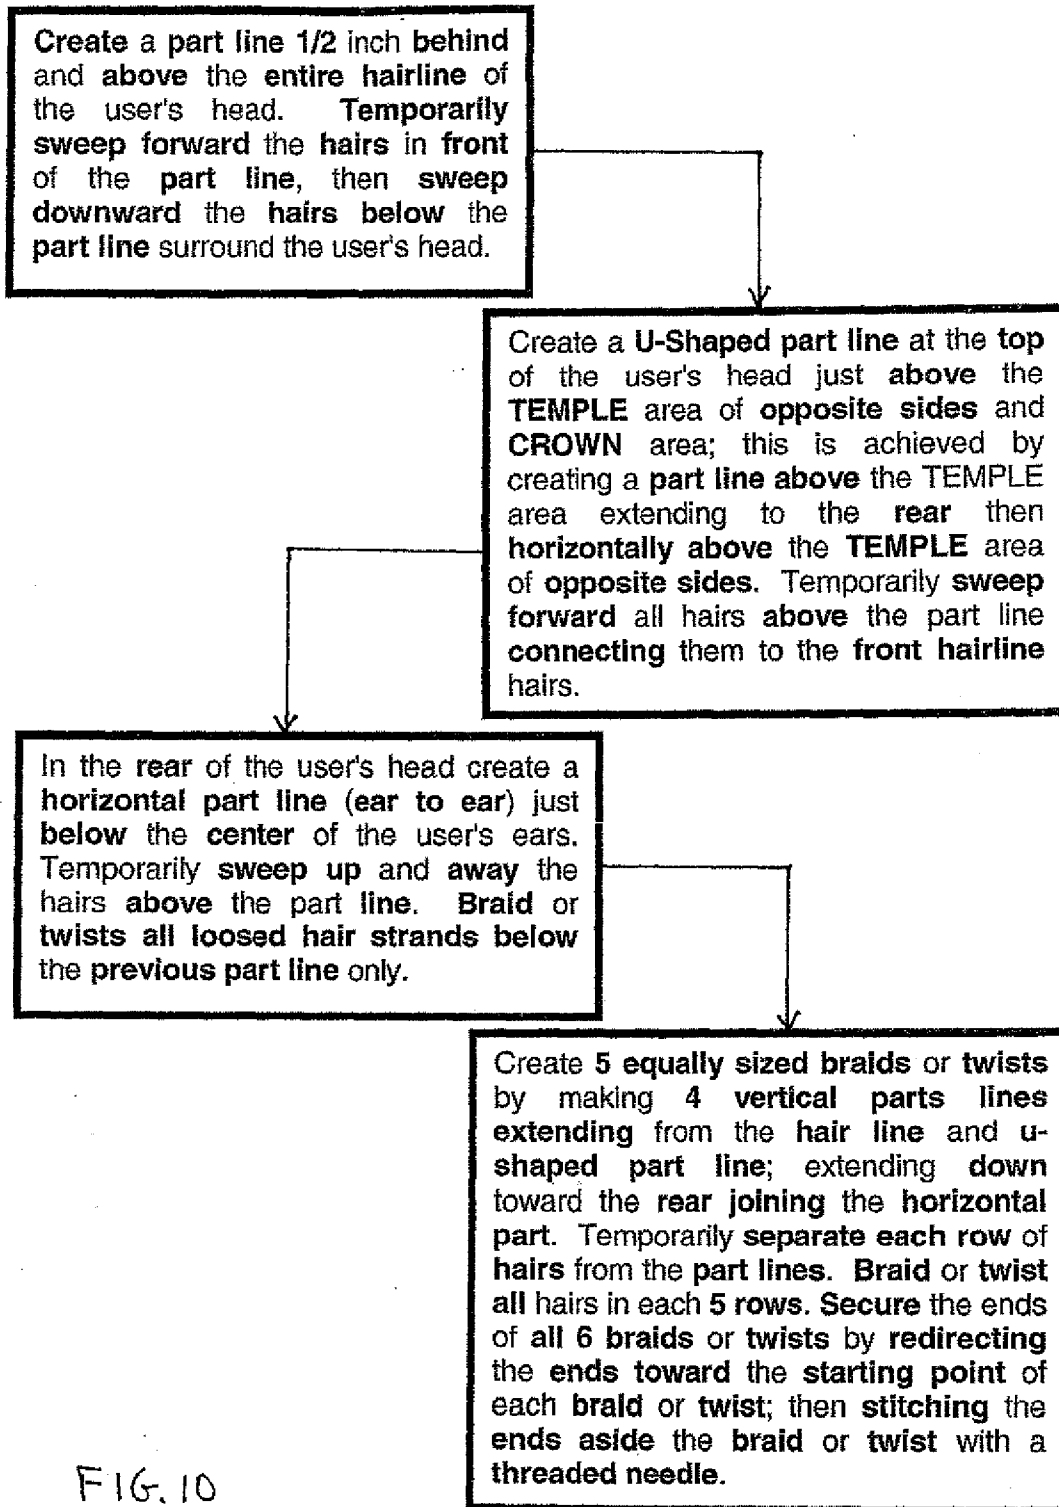 Create a part line 1/2 inch behind
and above the entire hairline of
the user's head. Temporarily
sweep forward the hairs in front
of the part line, then sweep
downward the hairs below the
part line surround the user's head.
Create a U-Shaped part line at the top
of the user's head just above the
TEMPLE area of opposite sides and
CROWN area; this is achieved by
creating a part line above the TEMPLE
area extending to the rear then
horizontally above the TEMPLE area
of opposite sides. Temporarily sweep
forward all hairs above the part line
connecting them to the front hairline
hairs.
In the rear of the user's head create a
horizontal part line (ear to ear) just
below the center of the user's ears.
Temporarily sweep up and away the
hairs above the part line. Braid or
twists all loosed hair strands below
the previous part line only.
Create 5 equally sized braids or twists
by making 4 vertical parts lines
extending from the hair line and u-
shaped part line; extending down
toward the rear joining the horizontal
part. Temporarily separate each row of
hairs from the part lines. Braid or twist
all hairs in each 5 rows. Secure the ends
of all 6 braids or twists by redirecting
the ends toward the starting point of
each braid or twist; then stitching the
ends aside the braid or twist with a
threaded needle.
FIG. 10